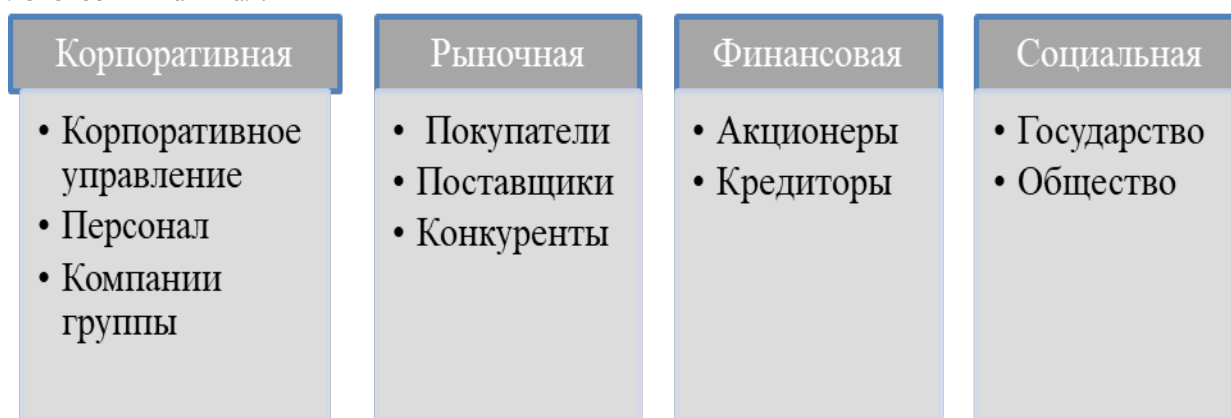 Корпоративная
• Корпоративное
управление
• Персонал
• Компании
группы
Рыночная
• Покупатели
• Поставщики
• Конкуренты
Финансовая
• Акционеры
• Кредиторы
Социальная
• Государство
• Общество